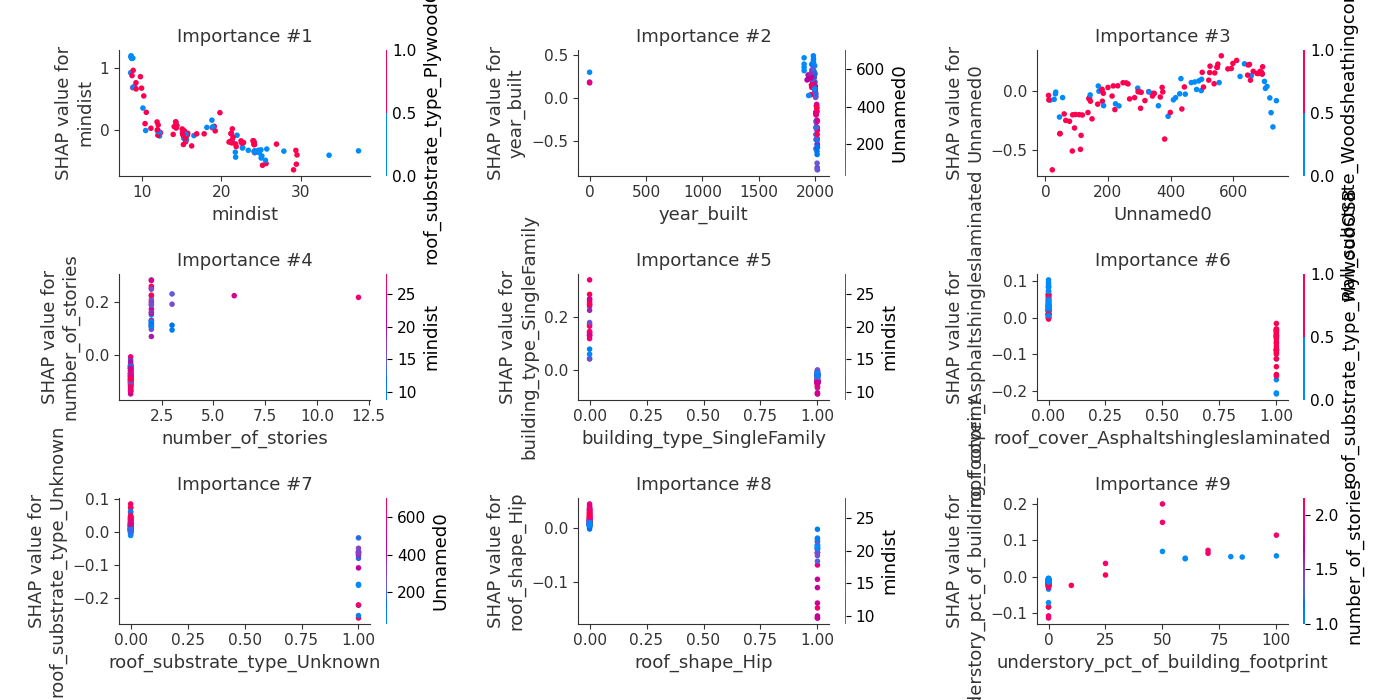 Importance #1
SHAP value for
mindist
1
0
10
20
30
mindist
1.0
0.5
0.0
roof_substrate_type_Plywood
Importance #2
SHAP value for
year_built
0.5
0.0
−0.5
0
500
1000
1500
2000
year_built
600
400
200
Unnamed0
Importance #3
SHAP value for
Unnamed0
0.0
−0.5
0
200
400
600
Unnamed0
1.0
0.5
0.0
Importance #4
SHAP value for
number_of_stories
0.2
0.0
2.5
5.0
7.5
10.0
12.5
number_of_stories
25
20
15
10
mindist
Importance #5
SHAP value for
building_type_SingleFamily
0.2
0.0
0.00
0.25
0.50
0.75
1.00
building_type_SingleFamily
25
20
15
10
mindist
Importance #6
SHAP value for
roof_cover_Asphaltshingleslaminated
0.1
0.0
−0.1
−0.2
0.00
0.25
0.50
0.75
1.00
roof_cover_Asphaltshingleslaminated
1.0
0.5
0.0
Importance #7
SHAP value for
roof_substrate_type_Unknown
0.1
0.0
−0.1
−0.2
0.00
0.25
0.50
0.75
1.00
roof_substrate_type_Unknown
600
400
200
Unnamed0
Importance #8
SHAP value for
roof_shape_Hip
0.0
−0.1
0.00
0.25
0.50
0.75
1.00
roof_shape_Hip
25
20
15
10
mindist
Importance #9
SHAP value for
0.2
0.1
0.0
−0.1
0
25
50
75
100
understory_pct_of_building_footprint
2.0
1.5
1.0
number_of_stories